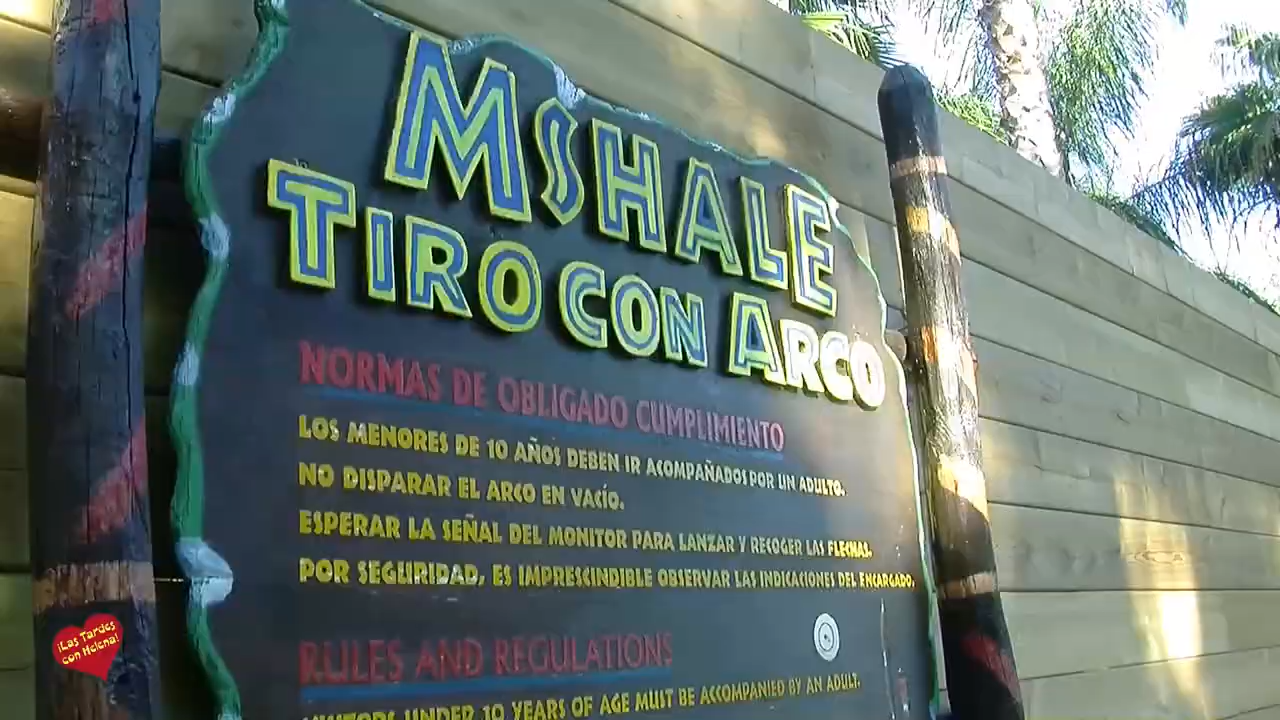 MSHALE
TIRO CON ARCO
NORMAS DE OBLIGADO CUMPLIMIENTO
LOS MENORES DE 10 AÑOS DEBEN IR ACOMPAÑADOS POR UN ADULTO.
NO DISPARAR EL ARCO EN VACÍO.
ESPERAR LA SEÑAL DEL MONITOR PARA LANZAR Y RECOGER LAS FLECHAS.
POR SEGURIDAD, ES IMPRESCINDIBLE OBSERVAR LAS INDICACIONES DEL ENCARGADO.
RULES AND REGULATIONS
VISITORS UNDER 10 YEARS OF AGE MUST BE ACCOMPANIED BY AN ADULT.
¡Las Tardes
con Helena!